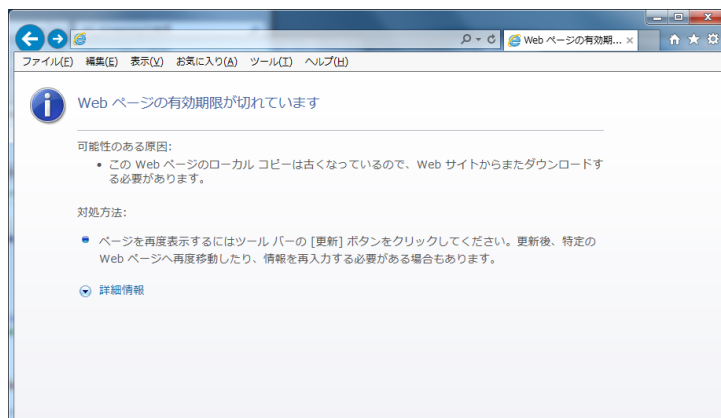 Web ページの有効期...
ファイル(F) 編集(E) 表示(V) お気に入り(A) ツール(T) ヘルプ(H)
Web ページの有効期限が切れています
可能性のある原因:
• この Web ページのローカル コピーは古くなっているので、Web サイトからまたダウンロードす
る必要があります。
対処方法:
ページを再度表示するにはツール バーの [更新] ボタンをクリックしてください。更新後、特定の
Web ページへ再度移動したり、情報を再入力する必要がある場合もあります。
詳細情報